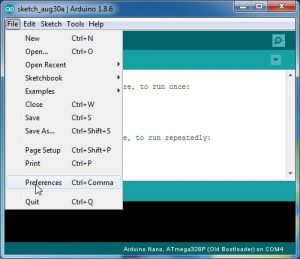 sketch_aug30a | Arduino 1.8.6
File Edit Sketch Tools Help
New Ctrl+N
Open... Ctrl+O
Open Recent
Sketchbook
Examples
Close Ctrl+W
Save Ctrl+S
Save As... Ctrl+Shift+S
Page Setup Ctrl+Shift+P
Print Ctrl+P
Preferences Ctrl+Comma
Quit Ctrl+Q
re, to run once:
e, to run repeatedly:
Arduino Nano, ATmega328P (Old Bootloader) on COM4